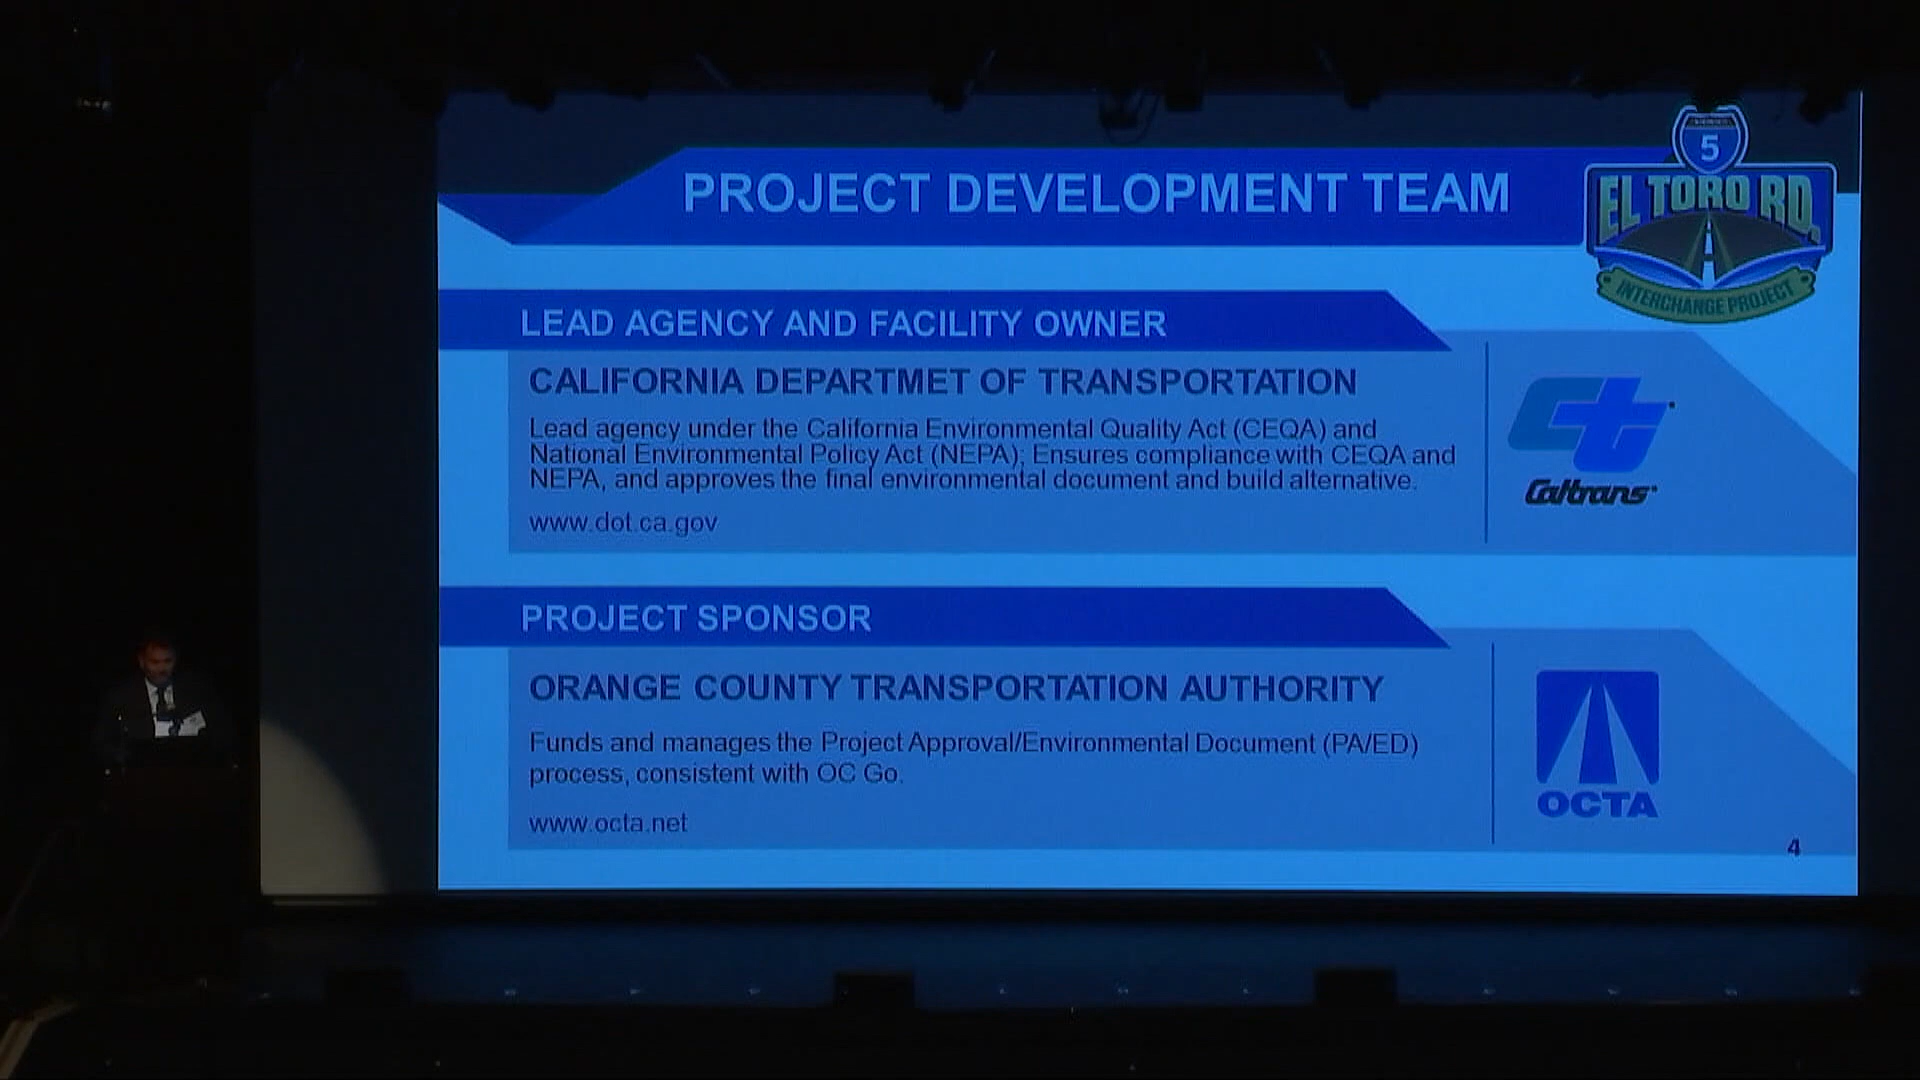 PROJECT DEVELOPMENT TEAM
5
EL TORO RD.
INTERCHANGE PROJECT
LEAD AGENCY AND FACILITY OWNER
CALIFORNIA DEPARTMET OF TRANSPORTATION
Lead agency under the California Environmental Quality Act (CEQA) and
National Environmental Policy Act (NEPA); Ensures compliance with CEQA and
NEPA, and approves the final environmental document and build alternative.
www.dot.ca.gov
Ct
Caltrans
PROJECT SPONSOR
ORANGE COUNTY TRANSPORTATION AUTHORITY
Funds and manages the Project Approval/Environmental Document (PA/ED)
process, consistent with OC Go.
www.octa.net
OCTA
4